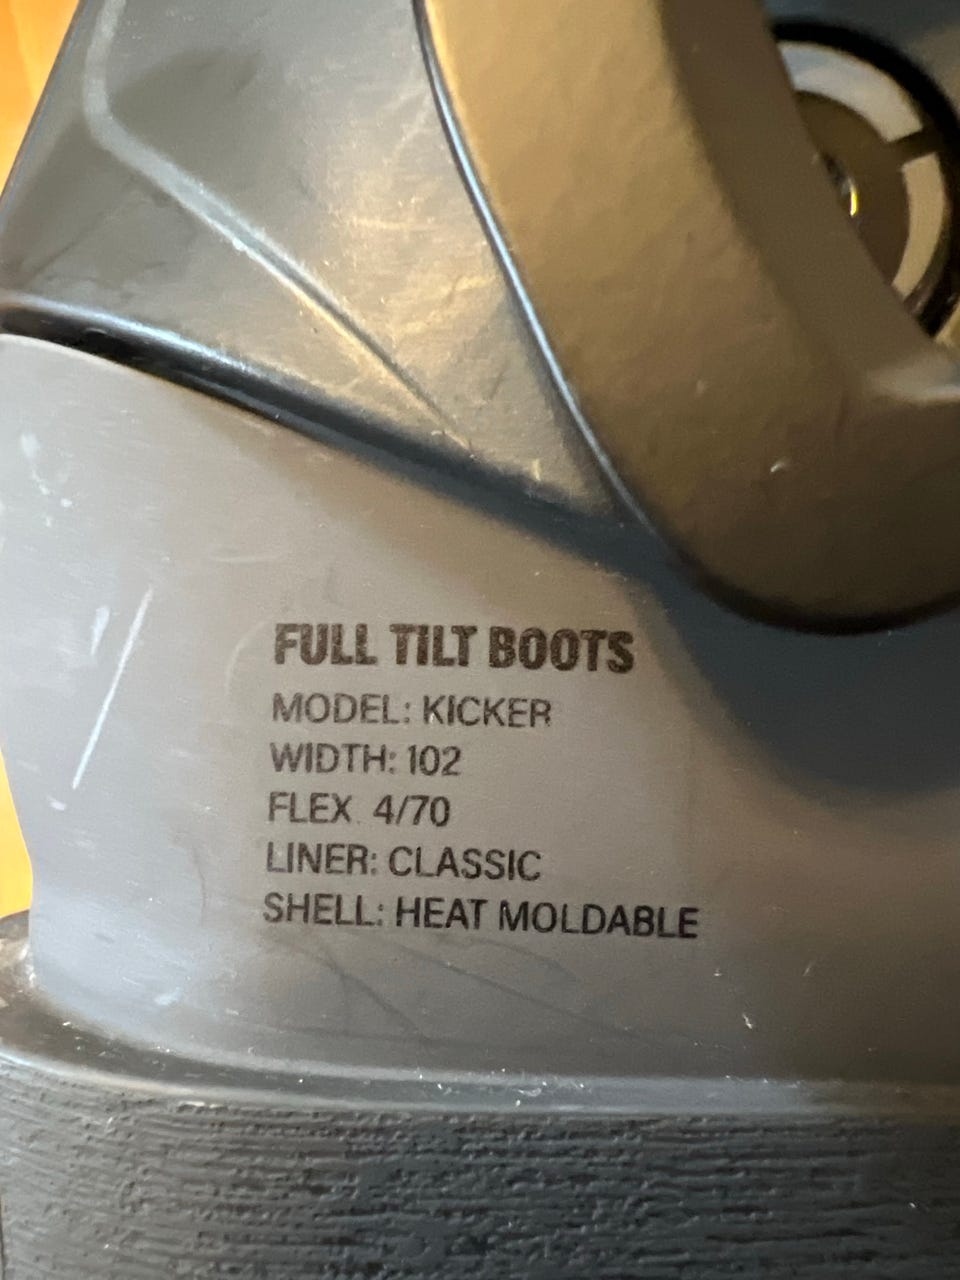 FULL TILT BOOTS
MODEL: KICKER
WIDTH: 102
FLEX 4/70
LINER: CLASSIC
SHELL: HEAT MOLDABLE